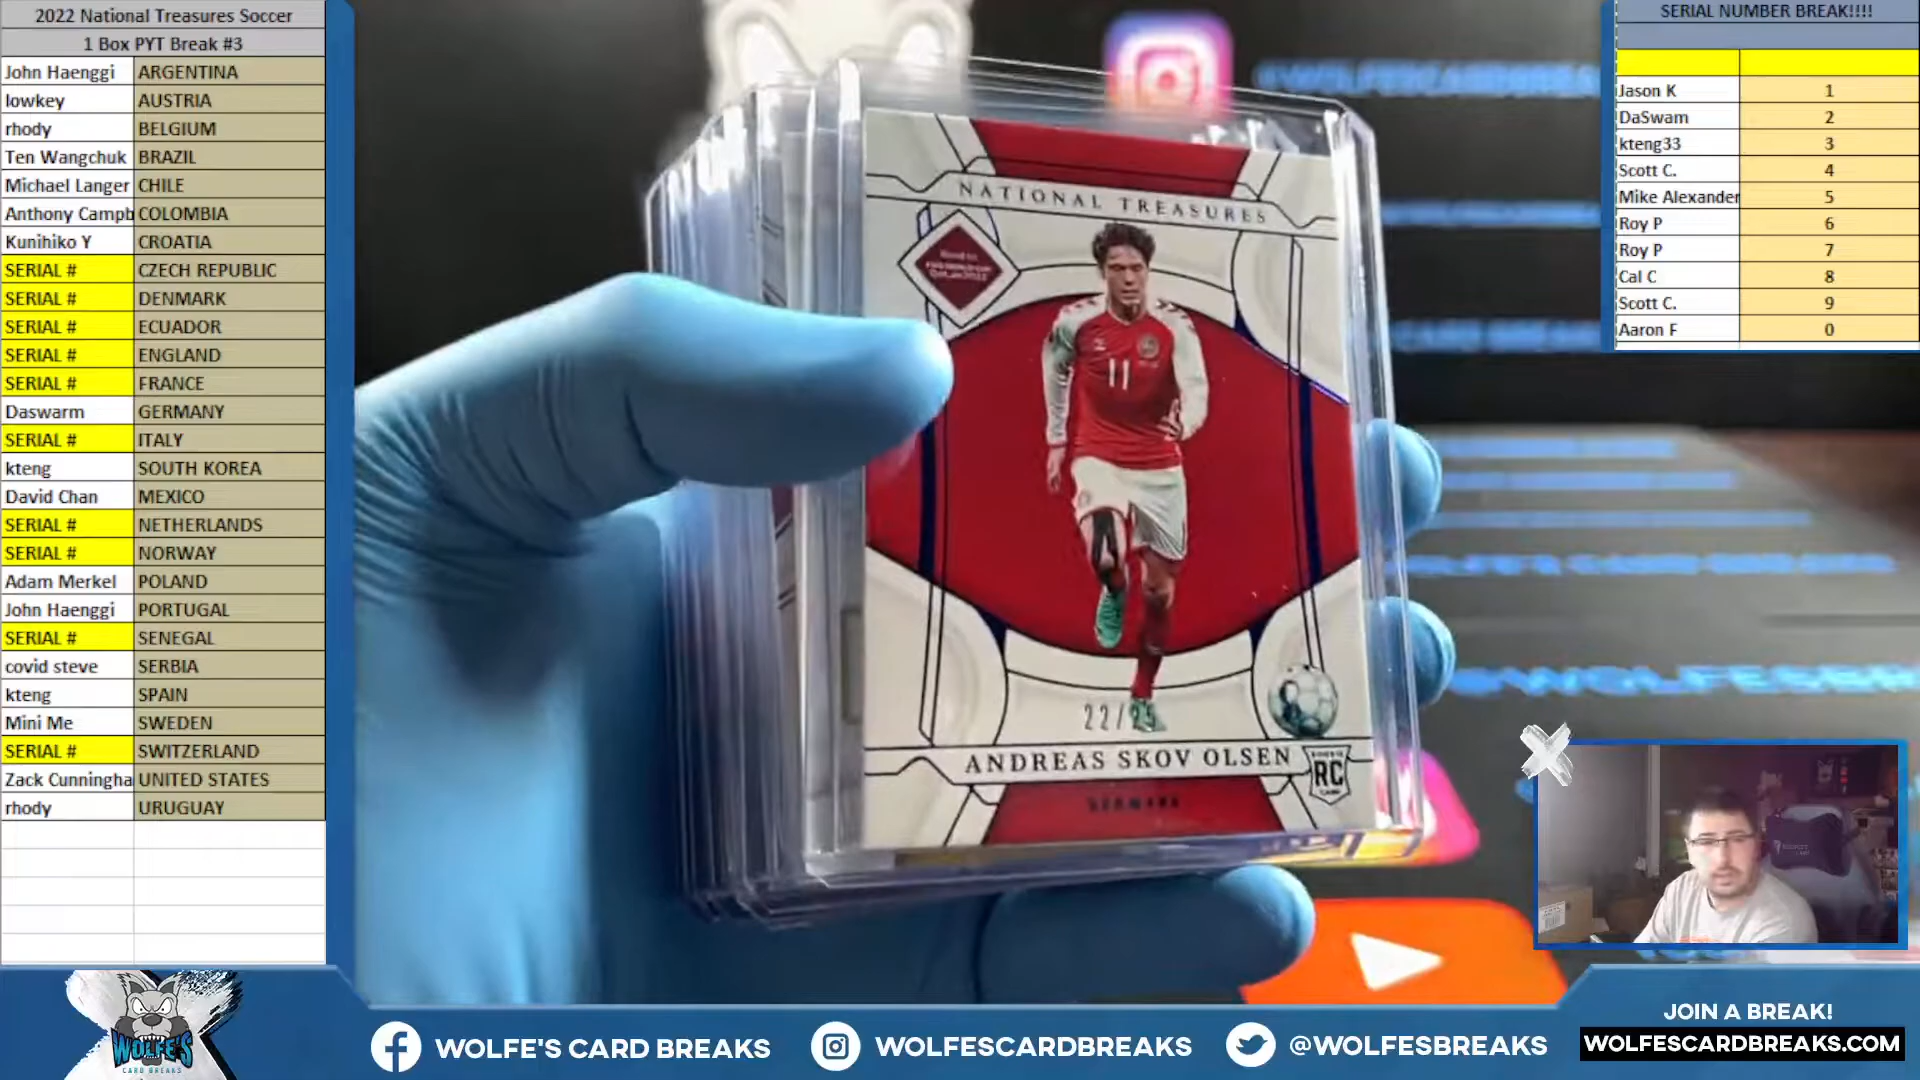 2022 National Treasures Soccer
1 Box PYT Break #3
John Haenggi ARGENTINA
lowkey AUSTRIA
rhody BELGIUM
Ten Wangchuk BRAZIL
Michael Langer CHILE
Anthony Campb COLOMBIA
Kunihiko Y CROATIA
SERIAL # CZECH REPUBLIC
SERIAL # DENMARK
SERIAL # ECUADOR
SERIAL # ENGLAND
SERIAL # FRANCE
Daswarm GERMANY
SERIAL # ITALY
kteng SOUTH KOREA
David Chan MEXICO
SERIAL # NETHERLANDS
SERIAL # NORWAY
Adam Merkel POLAND
John Haenggi PORTUGAL
SERIAL # SENEGAL
covid steve SERBIA
kteng SPAIN
Mini Me SWEDEN
SERIAL # SWITZERLAND
Zack Cunningha UNITED STATES
rhody URUGUAY
NATIONAL TREASURES
11
22/
ANDREAS SKOV OLSEN
RC
DENMARK
SERIAL NUMBER BREAK!!!!
Jason K 1
DaSwam 2
kteng33 3
Scott C. 4
Mike Alexander 5
Roy P 6
Roy P 7
Cal C 8
Scott C. 9
Aaron F 0
WOLFE'S
CARD BREAKS
WOLFE'S CARD BREAKS
WOLFESCARDBREAKS
@WOLFESBREAKS
JOIN A BREAK!
WOLFESCARDBREAKS.COM